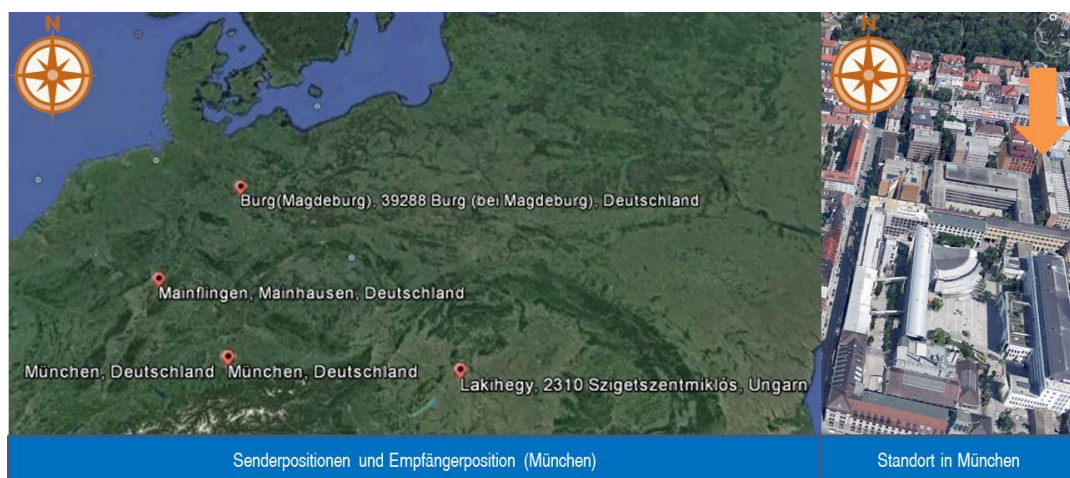 N
N
Burg(Magdeburg), 39288 Burg (bei Magdeburg), Deutschland
Mainflingen, Mainhausen, Deutschland
München, Deutschland München, Deutschland
Lakihegy, 2310 Szigetszentmiklós, Ungarn
Senderpositionen und Empfängerposition (München)
Standort in München